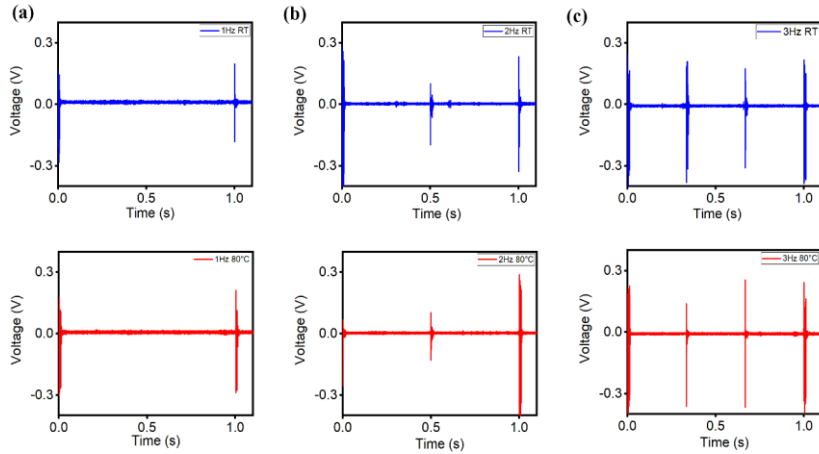 (a)
1Hz RT
0.3
0.0
-0.3
Voltage (V)
0.0
0.5
1.0
Time (s)
(b)
2Hz RT
0.3
0.0
-0.3
Voltage (V)
0.0
0.5
1.0
Time (s)
(c)
3Hz RT
0.3
0.0
-0.3
Voltage (V)
0.0
0.5
1.0
Time (s)
1Hz 80°C
0.3
0.0
-0.3
Voltage (V)
0.0
0.5
1.0
Time (s)
2Hz 80°C
0.3
0.0
-0.3
Voltage (V)
0.0
0.5
1.0
Time (s)
3Hz 80°C
0.3
0.0
-0.3
Voltage (V)
0.0
0.5
1.0
Time (s)